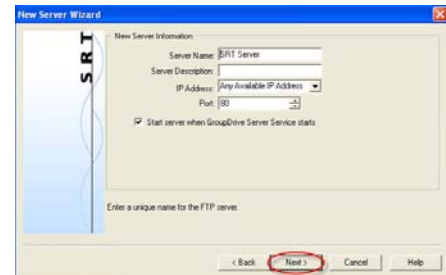 New Server Wizard
SRT
New Server Information
Server Name: SRT Server
Server Description:
IP Address: Any Available IP Address
Port: 80
Start server when GroupDrive Server Service starts
Enter a unique name for the FTP server.
< Back Next > Cancel Help